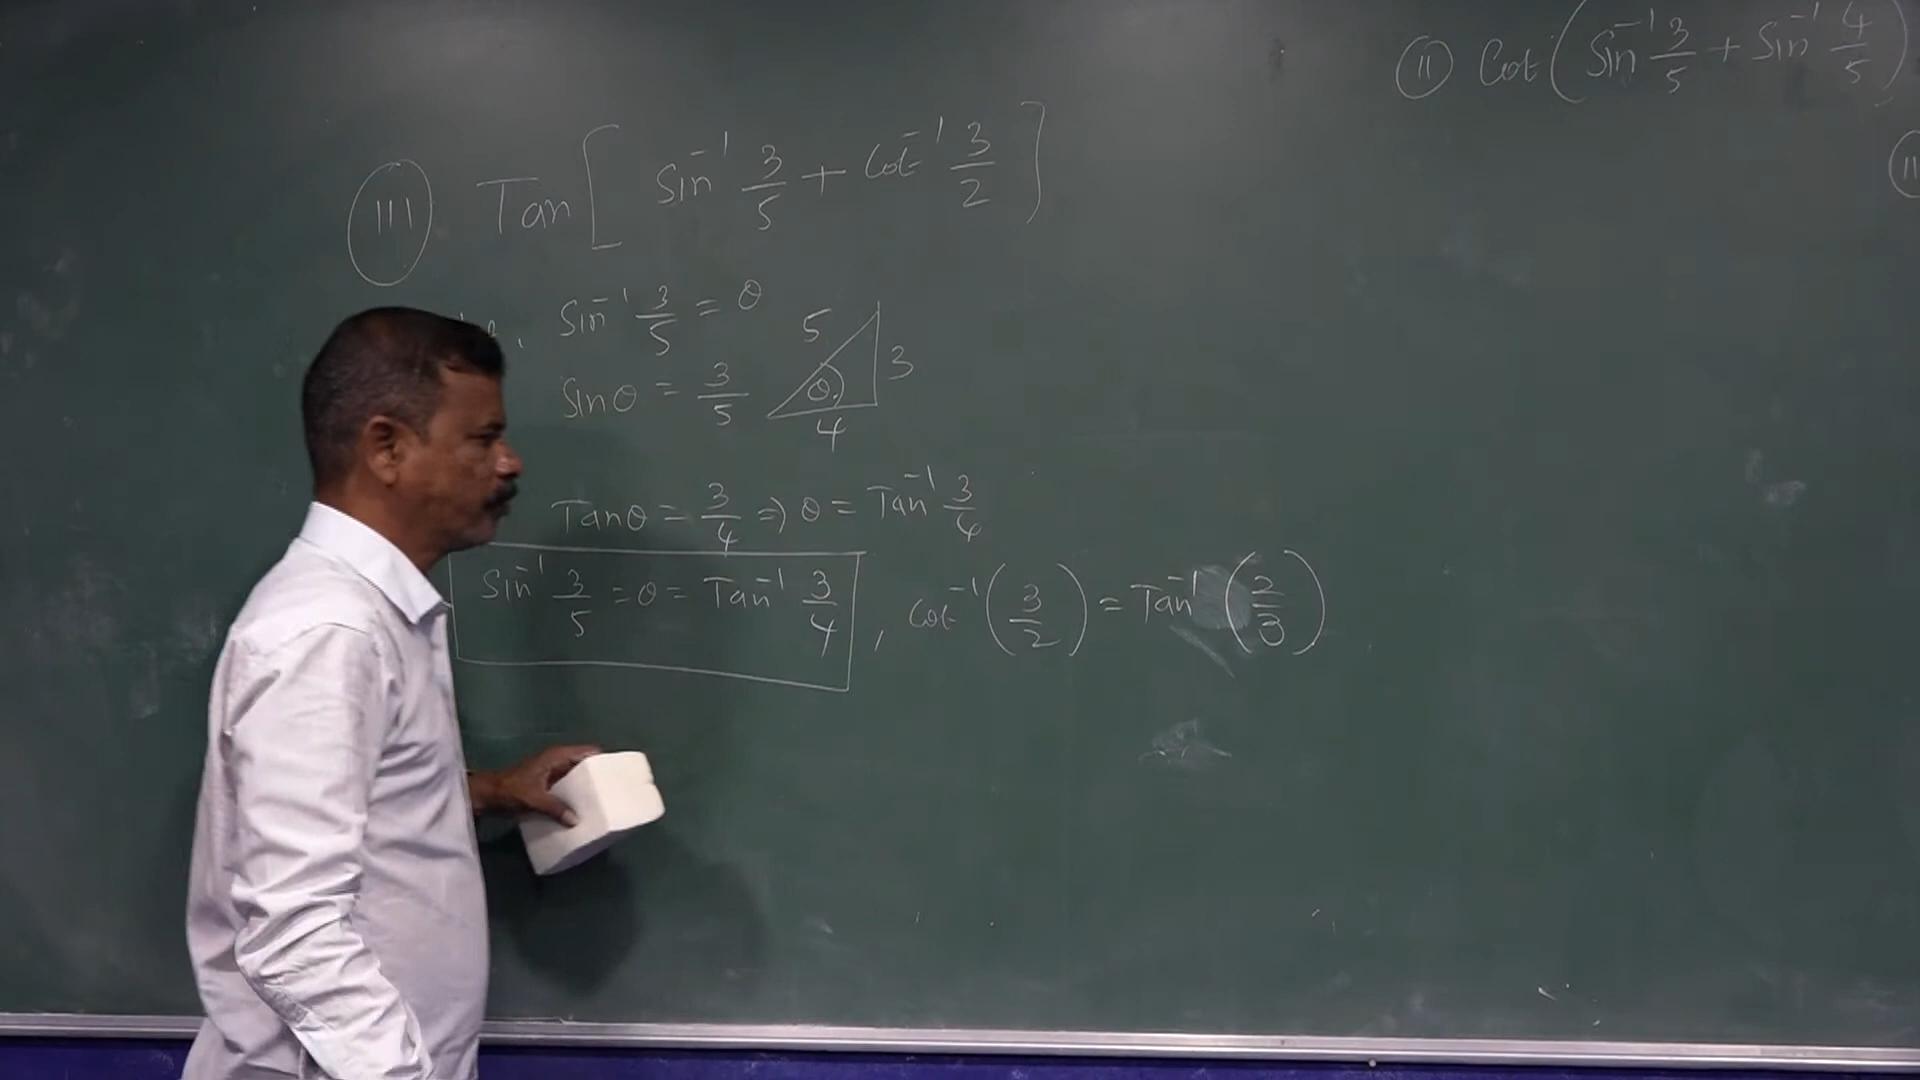 (II) Cot(Sin⁻¹ 3/5 + Sin⁻¹ 4/5)
(III) Tan[Sin⁻¹ 3/5 + Cot⁻¹ 3/2]
Sin⁻¹ 3/5 = θ
Sinθ = 3/5
5
3
θ
4
Tanθ = 3/4 ⇒ θ = Tan⁻¹ 3/4
Sin⁻¹ 3/5 = θ = Tan⁻¹ 3/4 , Cot⁻¹(3/2) = Tan⁻¹(2/3)